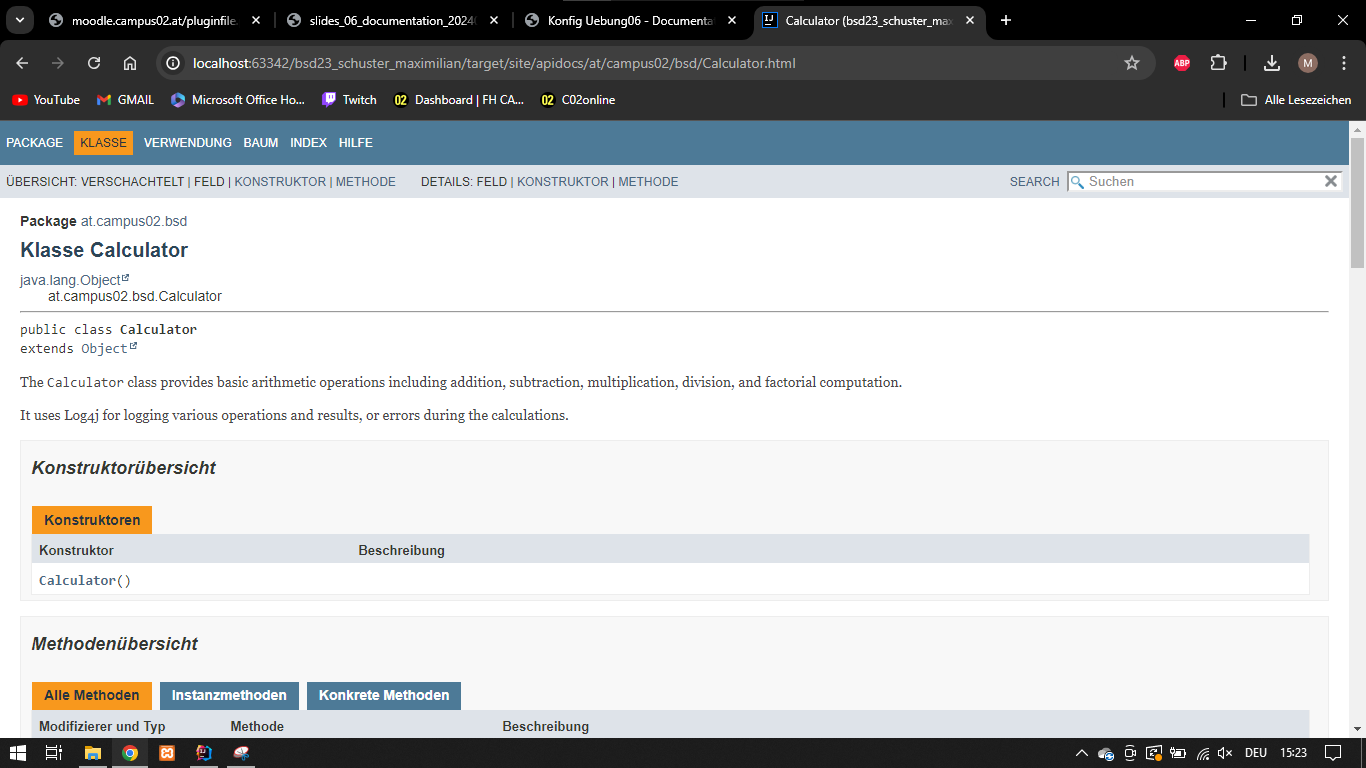 moodle.campus02.at/pluginfile.
slides_06_documentation_2024
Konfig Uebung06 - Documenta
Calculator (bsd23_schuster_max
localhost:63342/bsd23_schuster_maximilian/target/site/apidocs/at/campus02/bsd/Calculator.html
ABP
M
YouTube
GMAIL
Microsoft Office Ho...
Twitch
02 Dashboard | FH CA...
02 C02online
Alle Lesezeichen
PACKAGE KLASSE VERWENDUNG BAUM INDEX HILFE
ÜBERSICHT: VERSCHACHTELT | FELD | KONSTRUKTOR | METHODE DETAILS: FELD | KONSTRUKTOR | METHODE SEARCH Suchen
Package at.campus02.bsd
Klasse Calculator
java.lang.Object
at.campus02.bsd.Calculator
public class Calculator
extends Object
The Calculator class provides basic arithmetic operations including addition, subtraction, multiplication, division, and factorial computation.
It uses Log4j for logging various operations and results, or errors during the calculations.
Konstruktorübersicht
Konstruktoren
Konstruktor Beschreibung
Calculator()
Methodenübersicht
Alle Methoden Instanzmethoden Konkrete Methoden
Modifizierer und Typ Methode Beschreibung
DEU 15:23